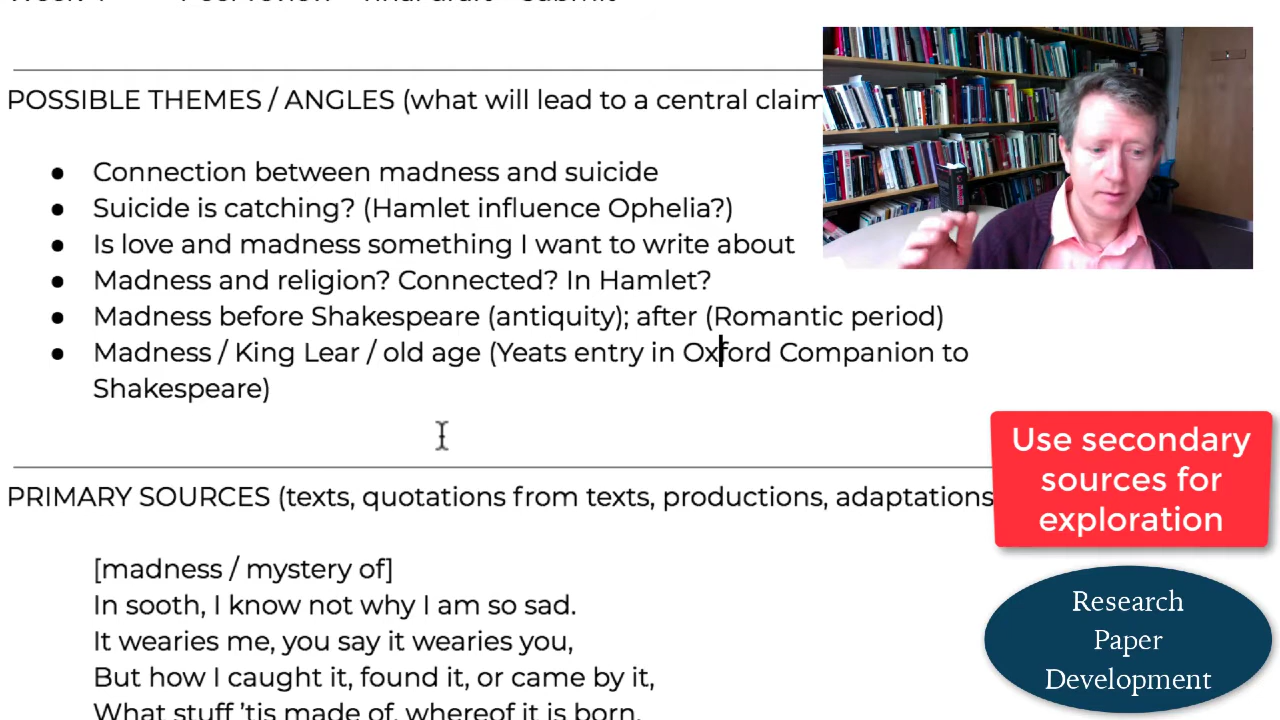 POSSIBLE THEMES / ANGLES (what will lead to a central claim
● Connection between madness and suicide
● Suicide is catching? (Hamlet influence Ophelia?)
● Is love and madness something I want to write about
● Madness and religion? Connected? In Hamlet?
● Madness before Shakespeare (antiquity); after (Romantic period)
● Madness / King Lear / old age (Yeats entry in Oxford Companion to
Shakespeare)
Use secondary
sources for
exploration
PRIMARY SOURCES (texts, quotations from texts, productions, adaptations
[madness / mystery of]
In sooth, I know not why I am so sad.
It wearies me, you say it wearies you,
But how I caught it, found it, or came by it,
What stuff 'tis made of, whereof it is born,
Research
Paper
Development